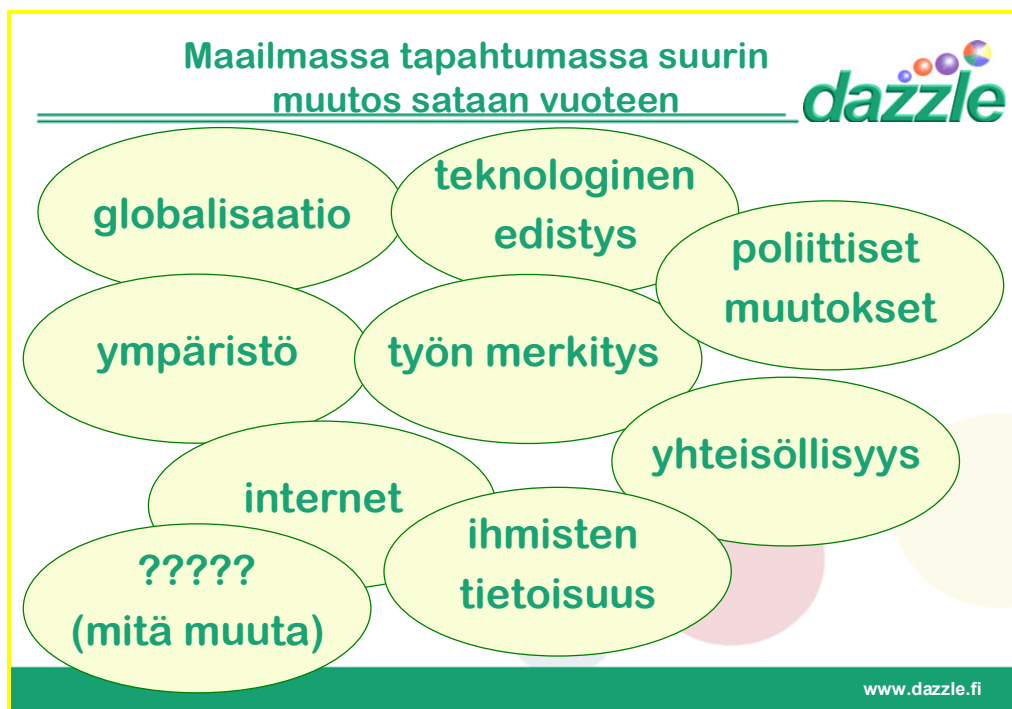 Maailmassa tapahtumassa suurin
muutos sataan vuoteen
dazzle
globalisaatio
teknologinen
edistys
poliittiset
muutokset
ympäristö
työn merkitys
yhteisöllisyys
internet
ihmisten
tietoisuus
?????
(mitä muuta)
www.dazzle.fi